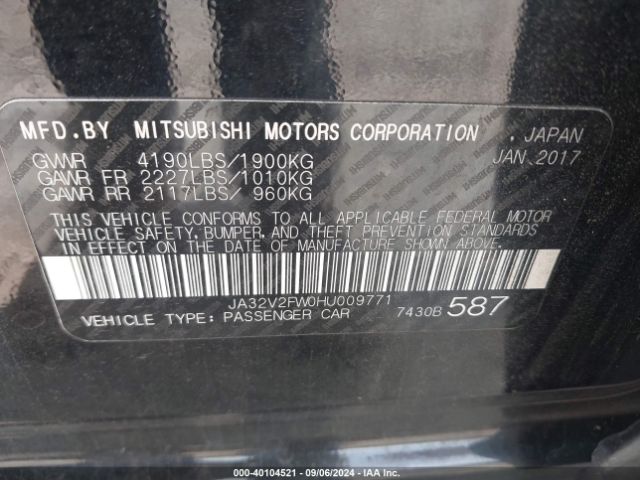 MFD.BY MITSUBISHI MOTORS CORPORATION , JAPAN
GVWR 4190LBS/1900KG JAN.2017
GAWR FR 2227LBS/1010KG
GAWR RR 2117LBS/ 960KG
THIS VEHICLE CONFORMS TO ALL APPLICABLE FEDERAL MOTOR
VEHICLE SAFETY, BUMPER, AND THEFT PREVENTION STANDARDS
IN EFFECT ON THE DATE OF MANUFACTURE SHOWN ABOVE.
JA32V2FW0HU009771
VEHICLE TYPE: PASSENGER CAR 7430B 587
000-40104521 - 09/06/2024 - IAA Inc.